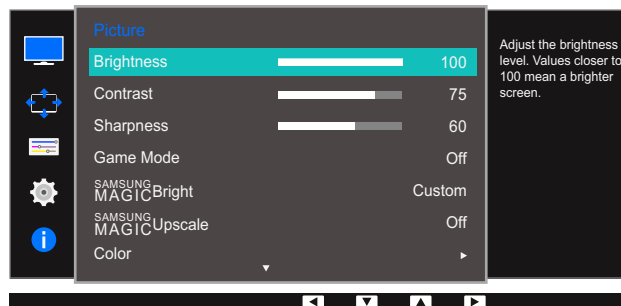 Picture
Brightness 100
Contrast 75
Sharpness 60
Game Mode Off
SAMSUNG MAGIC Bright Custom
SAMSUNG MAGIC Upscale Off
Color
Adjust the brightness
level. Values closer to
100 mean a brighter
screen.